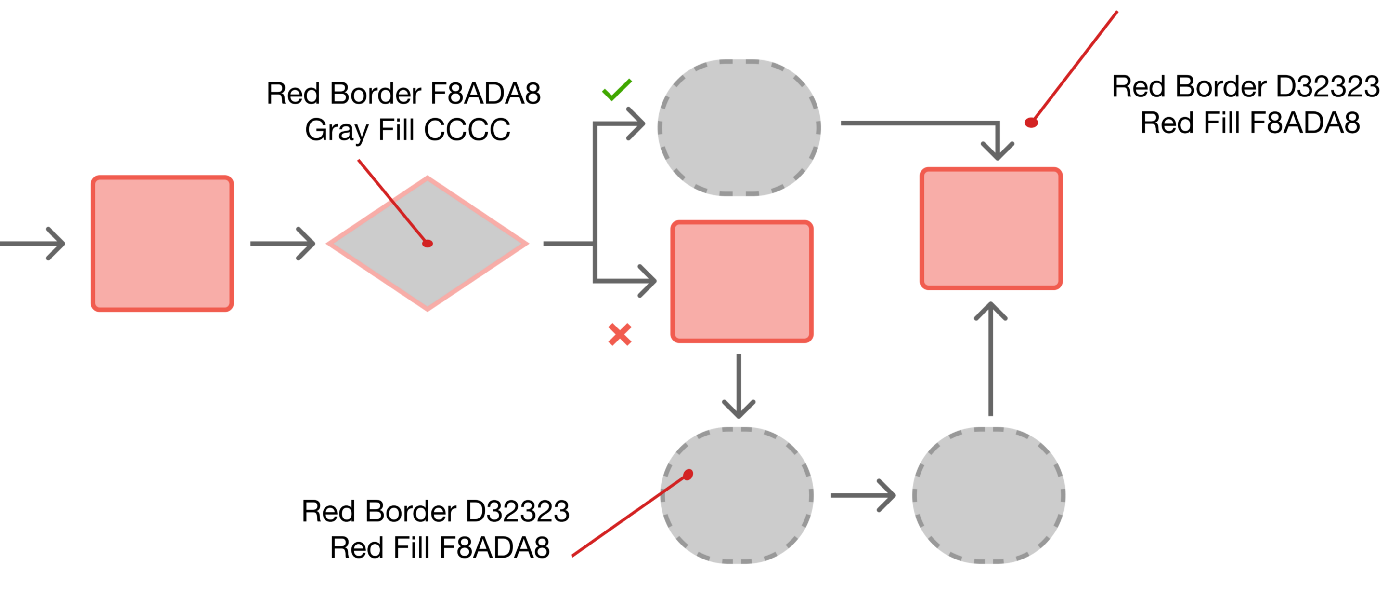 Red Border F8ADA8
Gray Fill CCCC
Red Border D32323
Red Fill F8ADA8
Red Border D32323
Red Fill F8ADA8